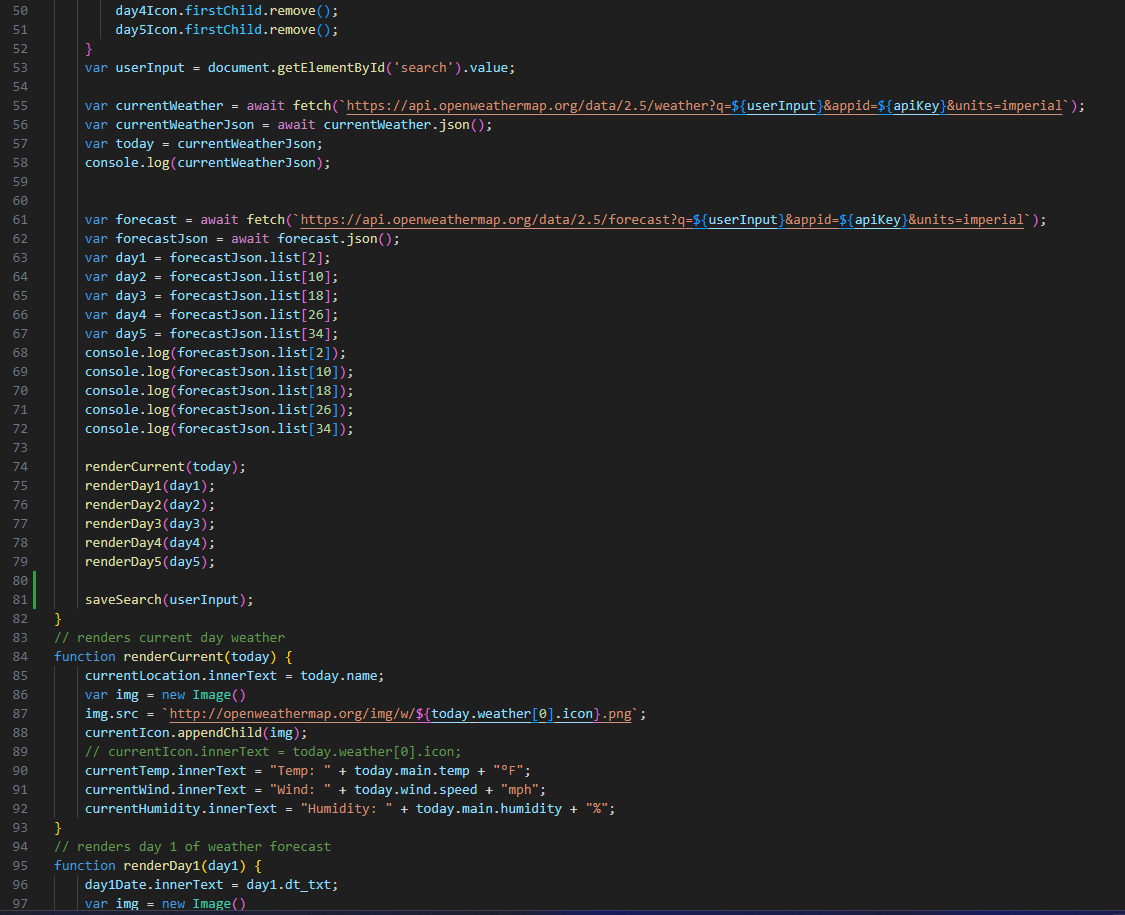 50 day4Icon.firstChild.remove();
51 day5Icon.firstChild.remove();
52 }
53 var userInput = document.getElementById('search').value;
54
55 var currentWeather = await fetch(`https://api.openweathermap.org/data/2.5/weather?q=${userInput}&appid=${apiKey}&units=imperial`);
56 var currentWeatherJson = await currentWeather.json();
57 var today = currentWeatherJson;
58 console.log(currentWeatherJson);
59
60
61 var forecast = await fetch(`https://api.openweathermap.org/data/2.5/forecast?q=${userInput}&appid=${apiKey}&units=imperial`);
62 var forecastJson = await forecast.json();
63 var day1 = forecastJson.list[2];
64 var day2 = forecastJson.list[10];
65 var day3 = forecastJson.list[18];
66 var day4 = forecastJson.list[26];
67 var day5 = forecastJson.list[34];
68 console.log(forecastJson.list[2]);
69 console.log(forecastJson.list[10]);
70 console.log(forecastJson.list[18]);
71 console.log(forecastJson.list[26]);
72 console.log(forecastJson.list[34]);
73
74 renderCurrent(today);
75 renderDay1(day1);
76 renderDay2(day2);
77 renderDay3(day3);
78 renderDay4(day4);
79 renderDay5(day5);
80
81 saveSearch(userInput);
82 }
83 // renders current day weather
84 function renderCurrent(today) {
85 currentLocation.innerText = today.name;
86 var img = new Image()
87 img.src = `http://openweathermap.org/img/w/${today.weather[0].icon}.png`;
88 currentIcon.appendChild(img);
89 // currentIcon.innerText = today.weather[0].icon;
90 currentTemp.innerText = "Temp: " + today.main.temp + "°F";
91 currentWind.innerText = "Wind: " + today.wind.speed + "mph";
92 currentHumidity.innerText = "Humidity: " + today.main.humidity + "%";
93 }
94 // renders day 1 of weather forecast
95 function renderDay1(day1) {
96 day1Date.innerText = day1.dt_txt;
97 var img = new Image()